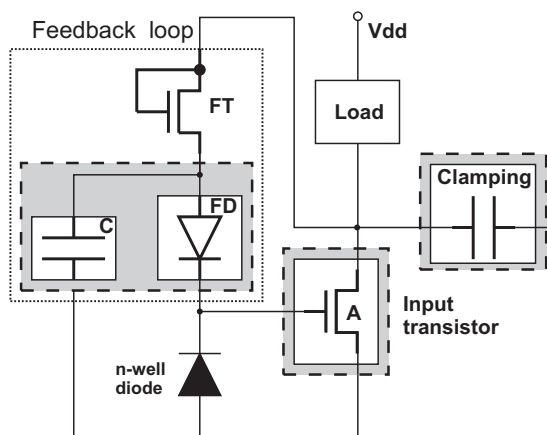 Feedback loop
Vdd
FT
Load
Clamping
C
FD
A
Input
transistor
n-well
diode